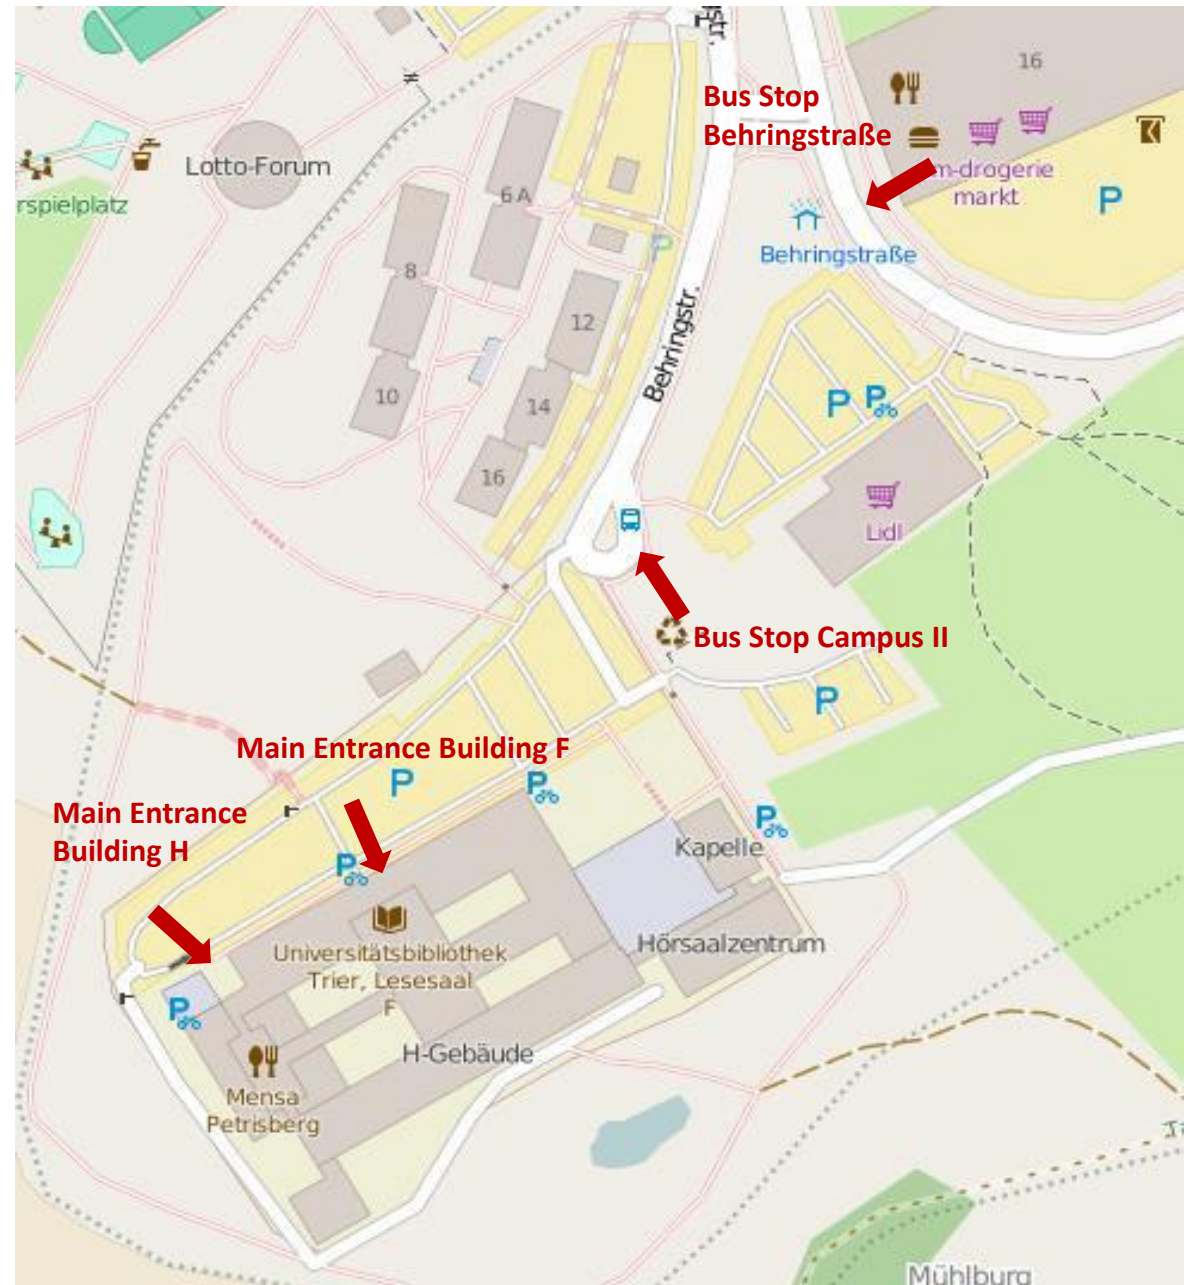 str.
16
Bus Stop
Behringstraße
m-drogerie
markt
P
Lotto-Forum
rspielplatz
6 A
P
Behringstraße
8
12
Behringstr.
10
14
P
P
16
Lidl
Bus Stop Campus II
P
Main Entrance Building F
P
P
Main Entrance
Building H
P
Kapelle
P
Universitätsbibliothek
Trier, Lesesaal
F
Hörsaalzentrum
P
H-Gebäude
Mensa
Petrisberg
Mühlburg